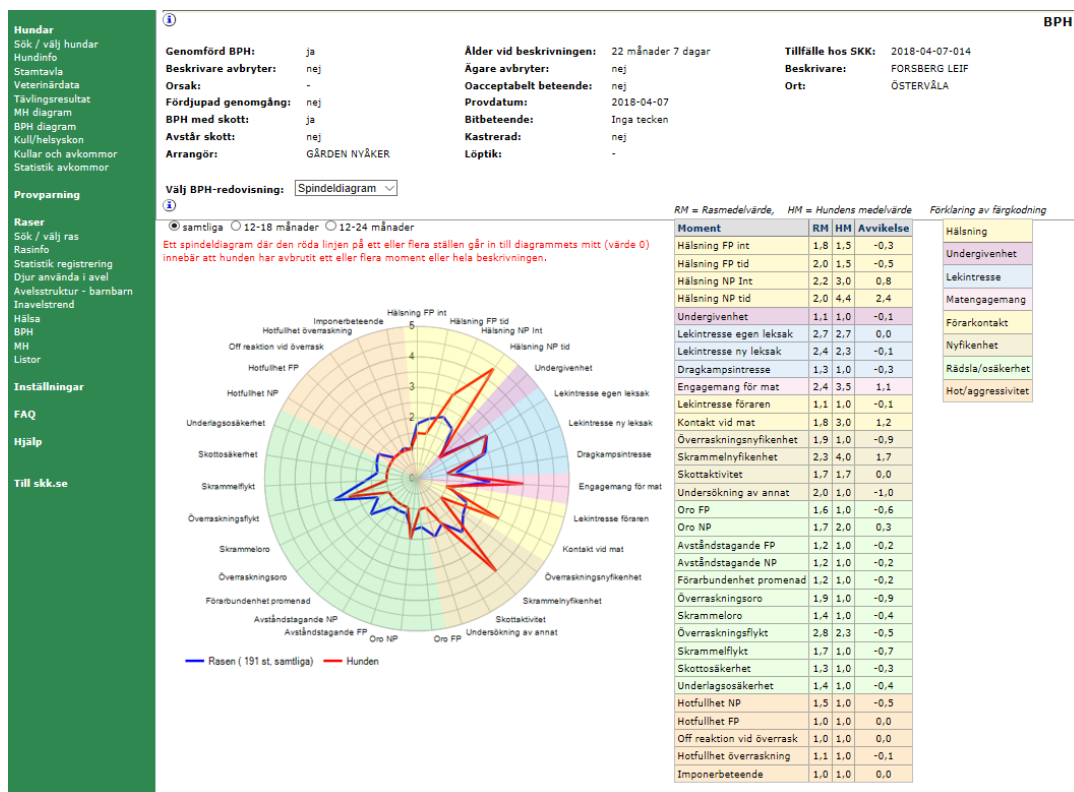 Hundar
Sök / välj hundar
Hundinfo
Stamtavla
Veterinärdata
Tävlingsresultat
MH diagram
BPH diagram
Kull/helsyskon
Kullar och avkommor
Statistik avkommor
Provparning
Raser
Sök / välj ras
Rasinfo
Statistik registrering
Djur använda i avel
Avelsstruktur - barnbarn
Inavelstrend
Hälsa
BPH
MH
Listor
Inställningar
FAQ
Hjälp
Till skk.se
BPH
Genomförd BPH: ja Ålder vid beskrivningen: 22 månader 7 dagar Tillfälle hos SKK: 2018-04-07-014
Beskrivare avbryter: nej Ägare avbryter: nej Beskrivare: FORSBERG LEIF
Orsak: - Oacceptabelt beteende: nej Ort: ÖSTERVÅLA
Fördjupad genomgång: nej Provdatum: 2018-04-07
BPH med skott: ja Bitbeteende: Inga tecken
Avstår skott: nej Kastrerad: nej
Arrangör: GÅRDEN NYÅKER Löptik: -
Välj BPH-redovisning: Spindeldiagram
samtliga 12-18 månader 12-24 månader
Ett spindeldiagram där den röda linjen på ett eller flera ställen går in till diagrammets mitt (värde 0)
innebär att hunden har avbrutit ett eller flera moment eller hela beskrivningen.
Hälsning FP int
Hälsning FP tid
Hälsning NP Int
Hälsning NP tid
Undergivenhet
Lekintresse egen leksak
Lekintresse ny leksak
Dragkampsintresse
Engagemang för mat
Lekintresse föraren
Kontakt vid mat
Överraskningsnyfikenhet
Skrammelnyfikenhet
Skottaktivitet
Undersökning av annat
Oro FP
Oro NP
Avståndstagande FP
Avståndstagande NP
Förarbundenhet promenad
Överraskningsoro
Skrammeloro
Överraskningsflykt
Skrammelflykt
Skottosäkerhet
Underlagsosäkerhet
Hotfullhet NP
Hotfullhet FP
Off reaktion vid överrask
Hotfullhet överraskning
Imponerbeteende
5
4
3
2
0
Rasen ( 191 st, samtliga) Hunden
RM = Rasmedelvärde, HM = Hundens medelvärde
Moment RM HM Avvikelse
Hälsning FP int 1,8 1,5 -0,3
Hälsning FP tid 2,0 1,5 -0,5
Hälsning NP Int 2,2 3,0 0,8
Hälsning NP tid 2,0 4,4 2,4
Undergivenhet 1,1 1,0 -0,1
Lekintresse egen leksak 2,7 2,7 0,0
Lekintresse ny leksak 2,4 2,3 -0,1
Dragkampsintresse 1,3 1,0 -0,3
Engagemang för mat 2,4 3,5 1,1
Lekintresse föraren 1,1 1,0 -0,1
Kontakt vid mat 1,8 3,0 1,2
Överraskningsnyfikenhet 1,9 1,0 -0,9
Skrammelnyfikenhet 2,3 4,0 1,7
Skottaktivitet 1,7 1,7 0,0
Undersökning av annat 2,0 1,0 -1,0
Oro FP 1,6 1,0 -0,6
Oro NP 1,7 2,0 0,3
Avståndstagande FP 1,2 1,0 -0,2
Avståndstagande NP 1,2 1,0 -0,2
Förarbundenhet promenad 1,2 1,0 -0,2
Överraskningsoro 1,9 1,0 -0,9
Skrammeloro 1,4 1,0 -0,4
Överraskningsflykt 2,8 2,3 -0,5
Skrammelflykt 1,7 1,0 -0,7
Skottosäkerhet 1,3 1,0 -0,3
Underlagsosäkerhet 1,4 1,0 -0,4
Hotfullhet NP 1,5 1,0 -0,5
Hotfullhet FP 1,0 1,0 0,0
Off reaktion vid överrask 1,0 1,0 0,0
Hotfullhet överraskning 1,1 1,0 -0,1
Imponerbeteende 1,0 1,0 0,0
Förklaring av färgkodning
Hälsning
Undergivenhet
Lekintresse
Matengagemang
Förarkontakt
Nyfikenhet
Rädsla/osäkerhet
Hot/aggressivitet